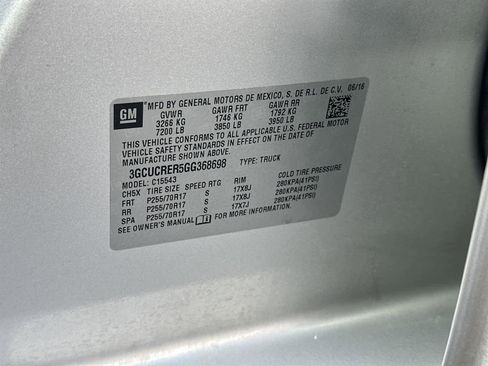 GM
MFD BY GENERAL MOTORS DE MEXICO, S. DE R.L. DE C.V. 06/16
GVWR GAWR FRT GAWR RR
3266 KG 1746 KG 1792 KG
7200 LB 3850 LB 3950 LB
THIS VEHICLE CONFORMS TO ALL APPLICABLE U.S. FEDERAL MOTOR
VEHICLE SAFETY STANDARDS IN EFFECT ON THE DATE OF
MANUFACTURE SHOWN ABOVE.
3GCUCRER5GG368698 TYPE: TRUCK
MODEL: C15543
CH5X TIRE SIZE SPEED RTG RIM COLD TIRE PRESSURE
FRT P255/70R17 S 17X8J 280KPA(41PSI)
RR P255/70R17 S 17X8J 280KPA(41PSI)
SPA P255/70R17 S 17X7J 280KPA(41PSI)
SEE OWNER'S MANUAL FOR MORE INFORMATION.